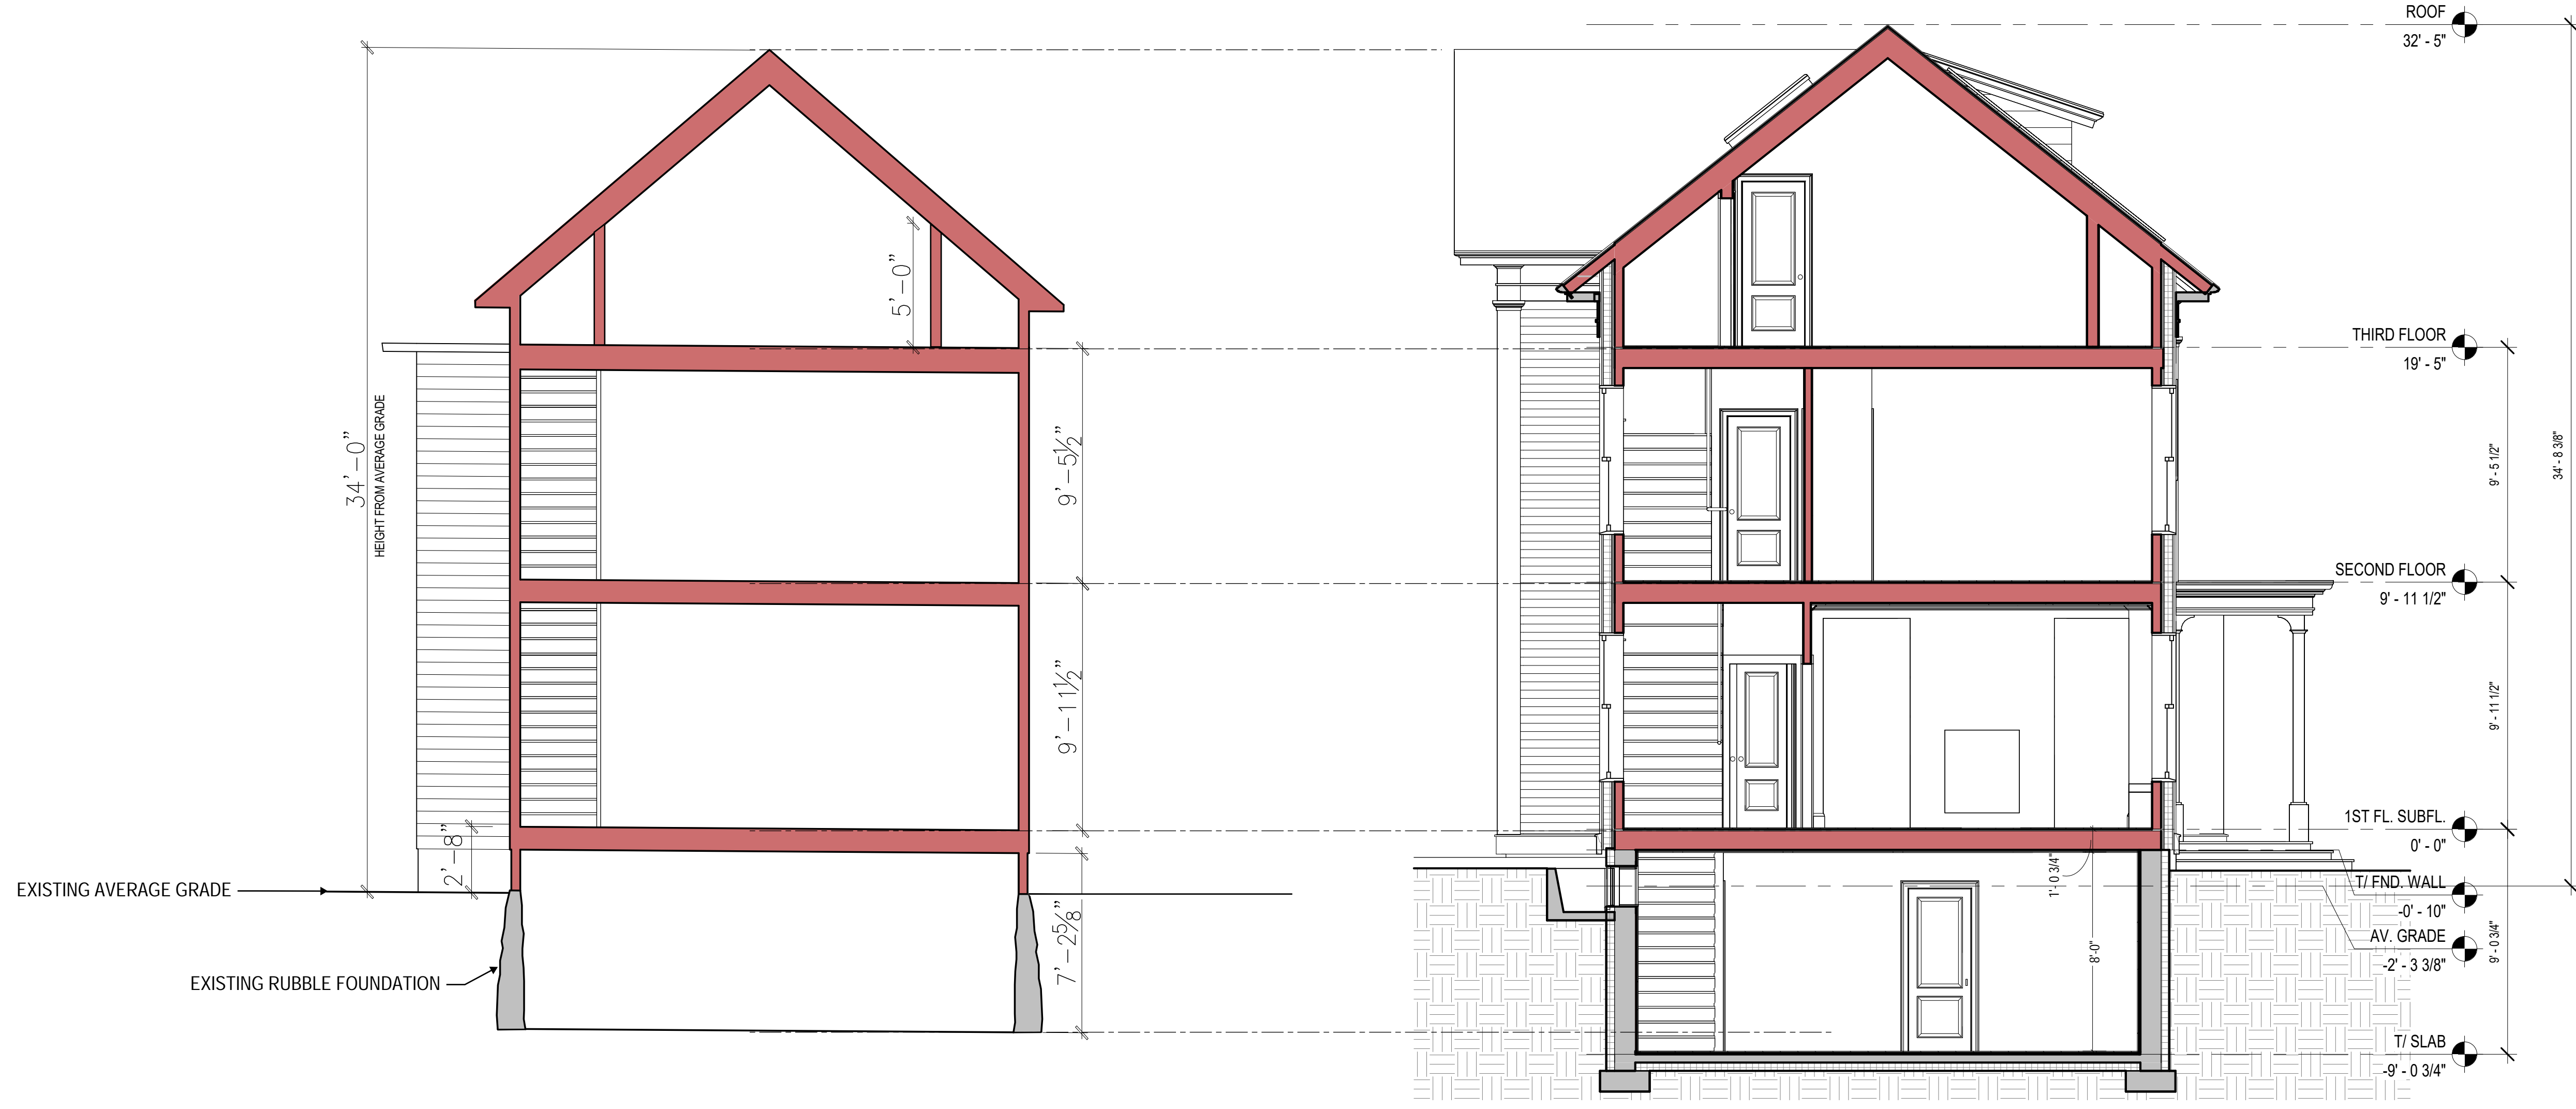 34'-0"
HEIGHT FROM AVERAGE GRADE
5'-0"
9'-5½"
9'-11½"
2'-8"
7'-2⅝"
EXISTING AVERAGE GRADE
EXISTING RUBBLE FOUNDATION
ROOF
32' - 5"
THIRD FLOOR
19' - 5"
9' - 5 1/2"
34' - 8 3/8"
SECOND FLOOR
9' - 11 1/2"
9' - 11 1/2"
1ST FL. SUBFL.
0' - 0"
1' - 0 3/4"
T/ FND. WALL
-0' - 10"
AV. GRADE
-2' - 3 3/8"
9' - 0 3/4"
8'-0"
T/ SLAB
-9' - 0 3/4"